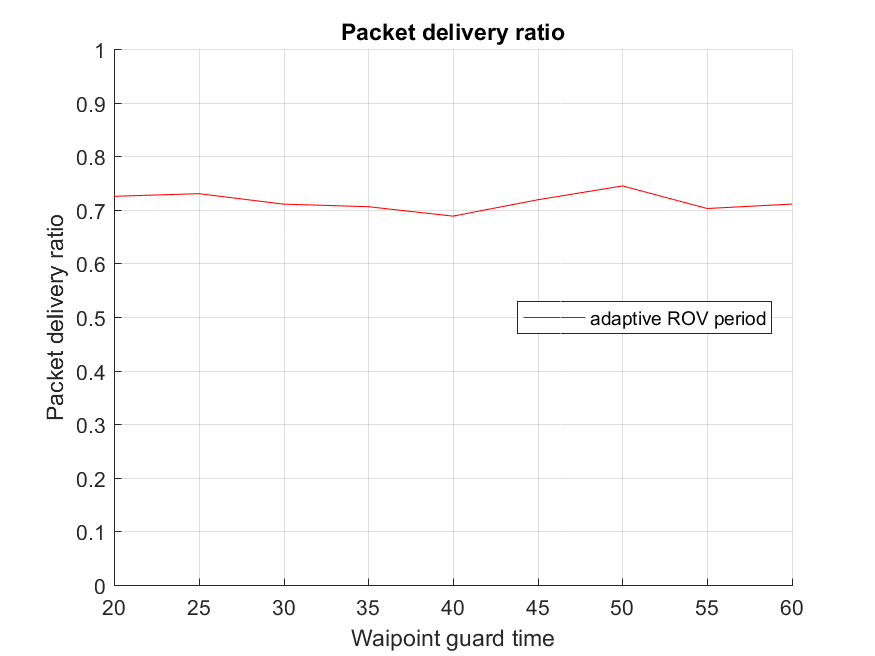 Packet delivery ratio
1
0.9
0.8
0.7
0.6
0.5
0.4
0.3
0.2
0.1
0
Packet delivery ratio
adaptive ROV period
20 25 30 35 40 45 50 55 60
Waipoint guard time